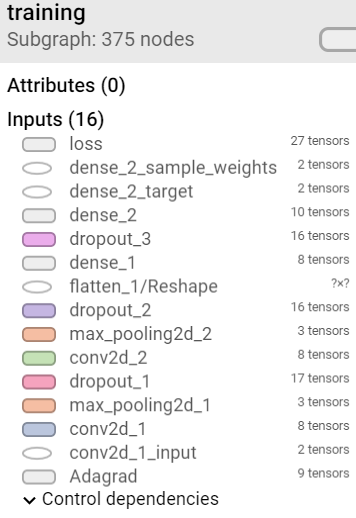 training
Subgraph: 375 nodes
Attributes (0)
Inputs (16)
loss 27 tensors
dense_2_sample_weights 2 tensors
dense_2_target 2 tensors
dense_2 10 tensors
dropout_3 16 tensors
dense_1 8 tensors
flatten_1/Reshape ?×?
dropout_2 16 tensors
max_pooling2d_2 3 tensors
conv2d_2 8 tensors
dropout_1 17 tensors
max_pooling2d_1 3 tensors
conv2d_1 8 tensors
conv2d_1_input 2 tensors
Adagrad 9 tensors
Control dependencies